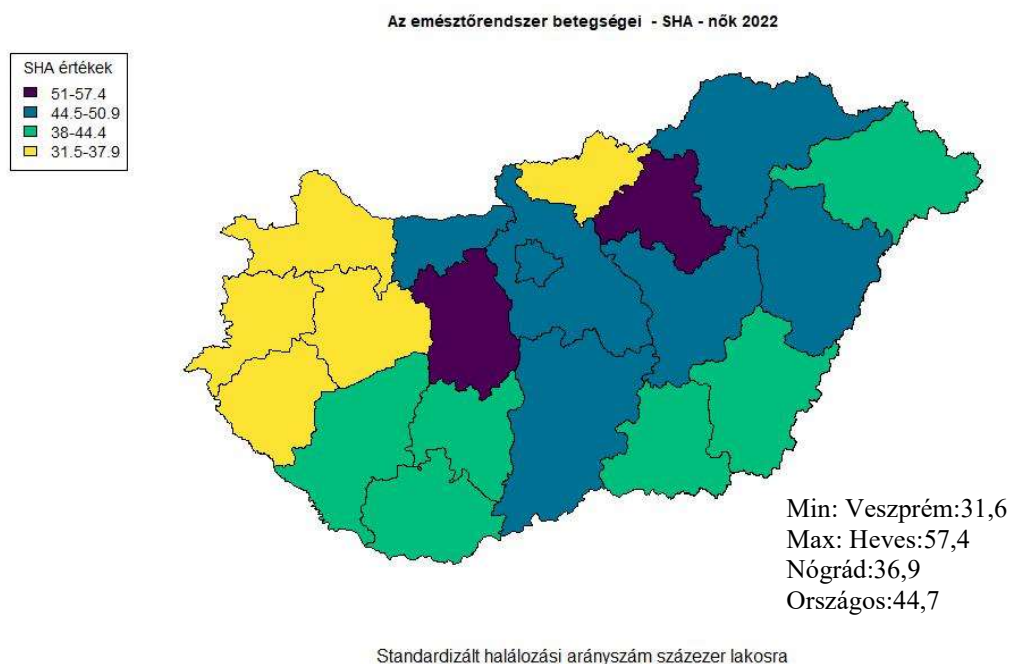 Az emésztőrendszer betegségei - SHA - nők 2022
SHA értékek
51-57.4
44.5-50.9
38-44.4
31.5-37.9
Min: Veszprém:31,6
Max: Heves:57,4
Nógrád:36,9
Országos:44,7
Standardizált halálozási arányszám százezer lakosra